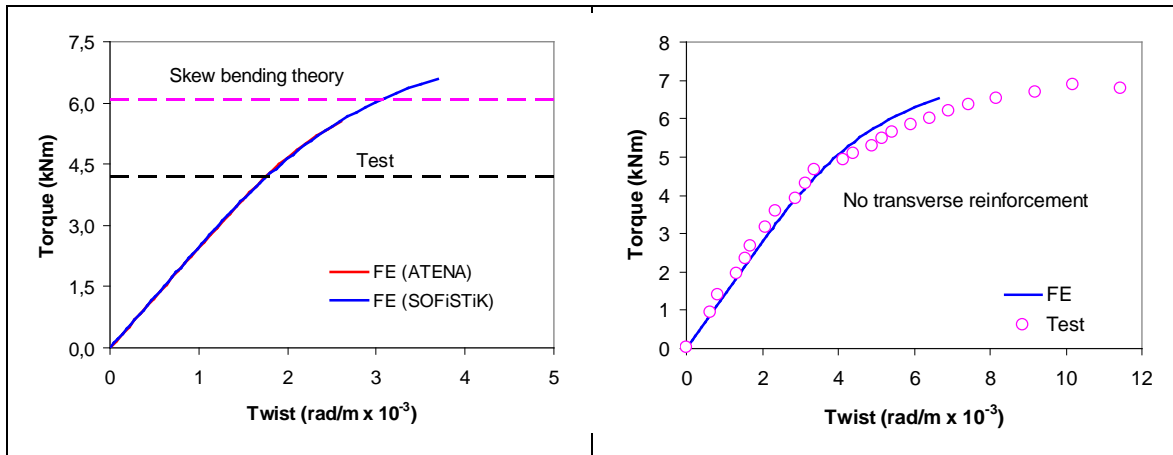 7,5
6,0
4,5
3,0
1,5
0,0
Torque (kNm)
Skew bending theory
Test
FE (ATENA)
FE (SOFiSTiK)
0 1 2 3 4 5
Twist (rad/m x 10⁻³)
8
7
6
5
4
3
2
1
0
Torque (kNm)
No transverse reinforcement
FE
Test
0 2 4 6 8 10 12
Twist (rad/m x 10⁻³)